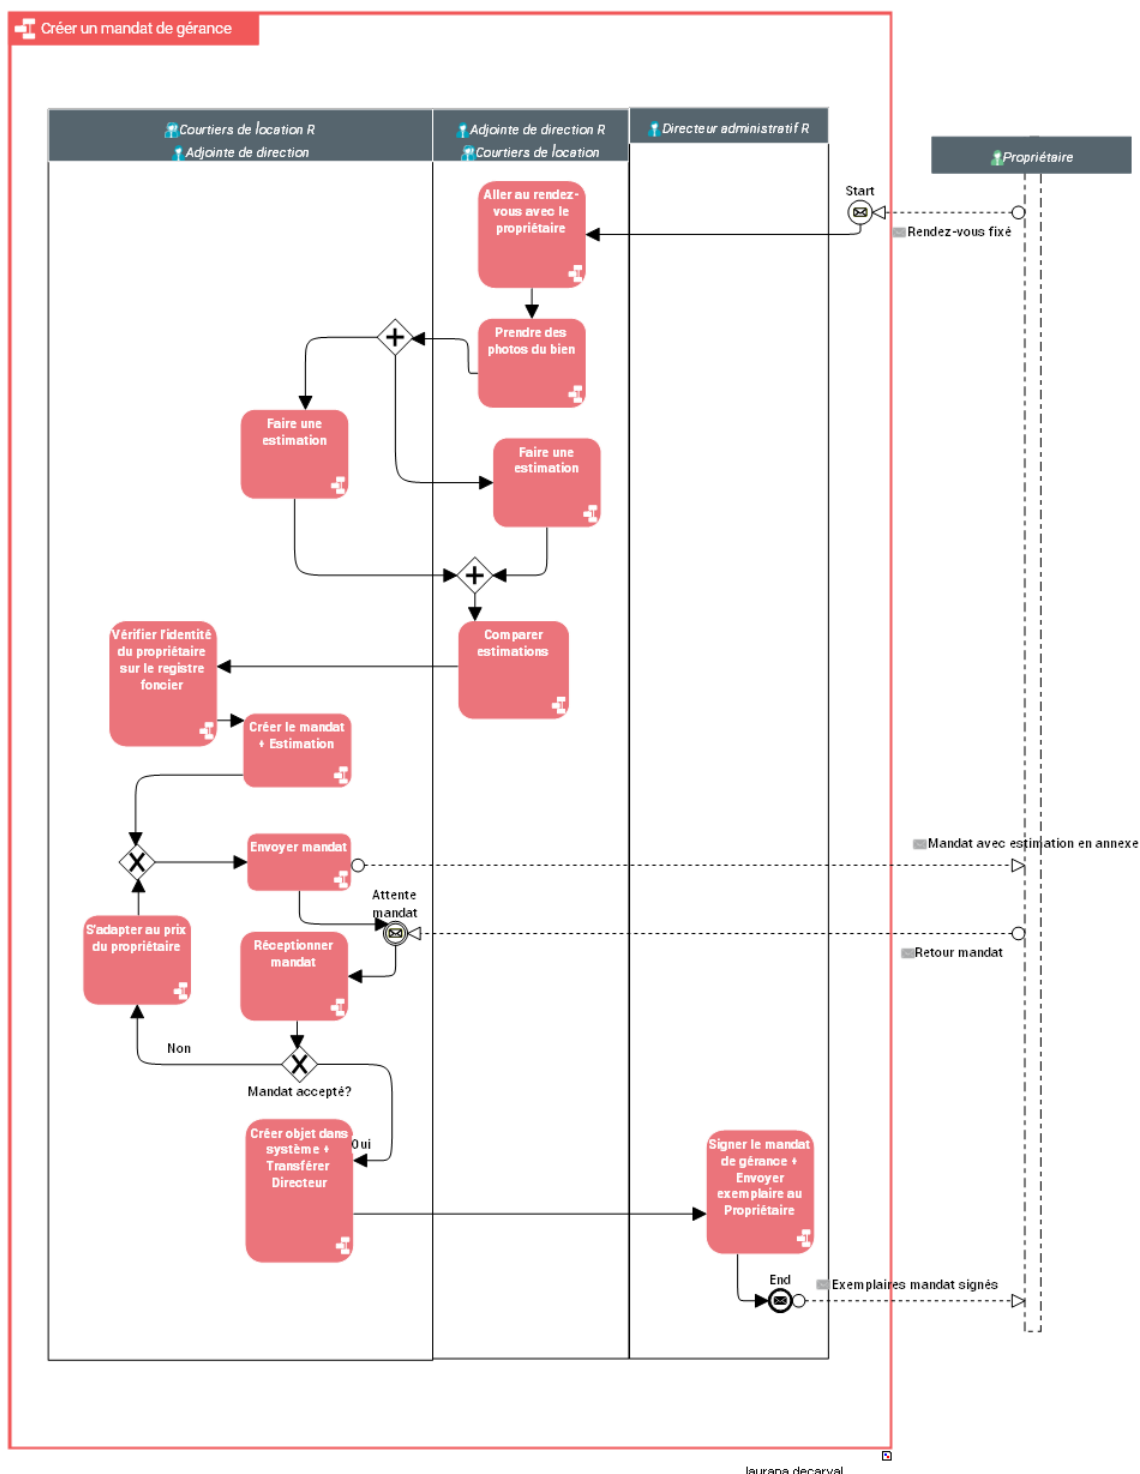 Créer un mandat de gérance
Courtiers de location R
Adjointe de direction
Adjointe de direction R
Courtiers de location
Directeur administratif R
Propriétaire
Start
Rendez-vous fixé
Aller au rendez-
vous avec le
propriétaire
Prendre des
photos du bien
Faire une
estimation
Faire une
estimation
Comparer
estimations
Vérifier l'identité
du propriétaire
sur le registre
foncier
Créer le mandat
+ Estimation
Envoyer mandat
Mandat avec estimation en annexe
Attente
mandat
Retour mandat
S'adapter au prix
du propriétaire
Réceptionner
mandat
Non
Mandat accepté?
Oui
Créer objet dans
système +
Transférer
Directeur
Signer le mandat
de gérance +
Envoyer
exemplaire au
Propriétaire
End
Exemplaires mandat signés
laurana.decarval